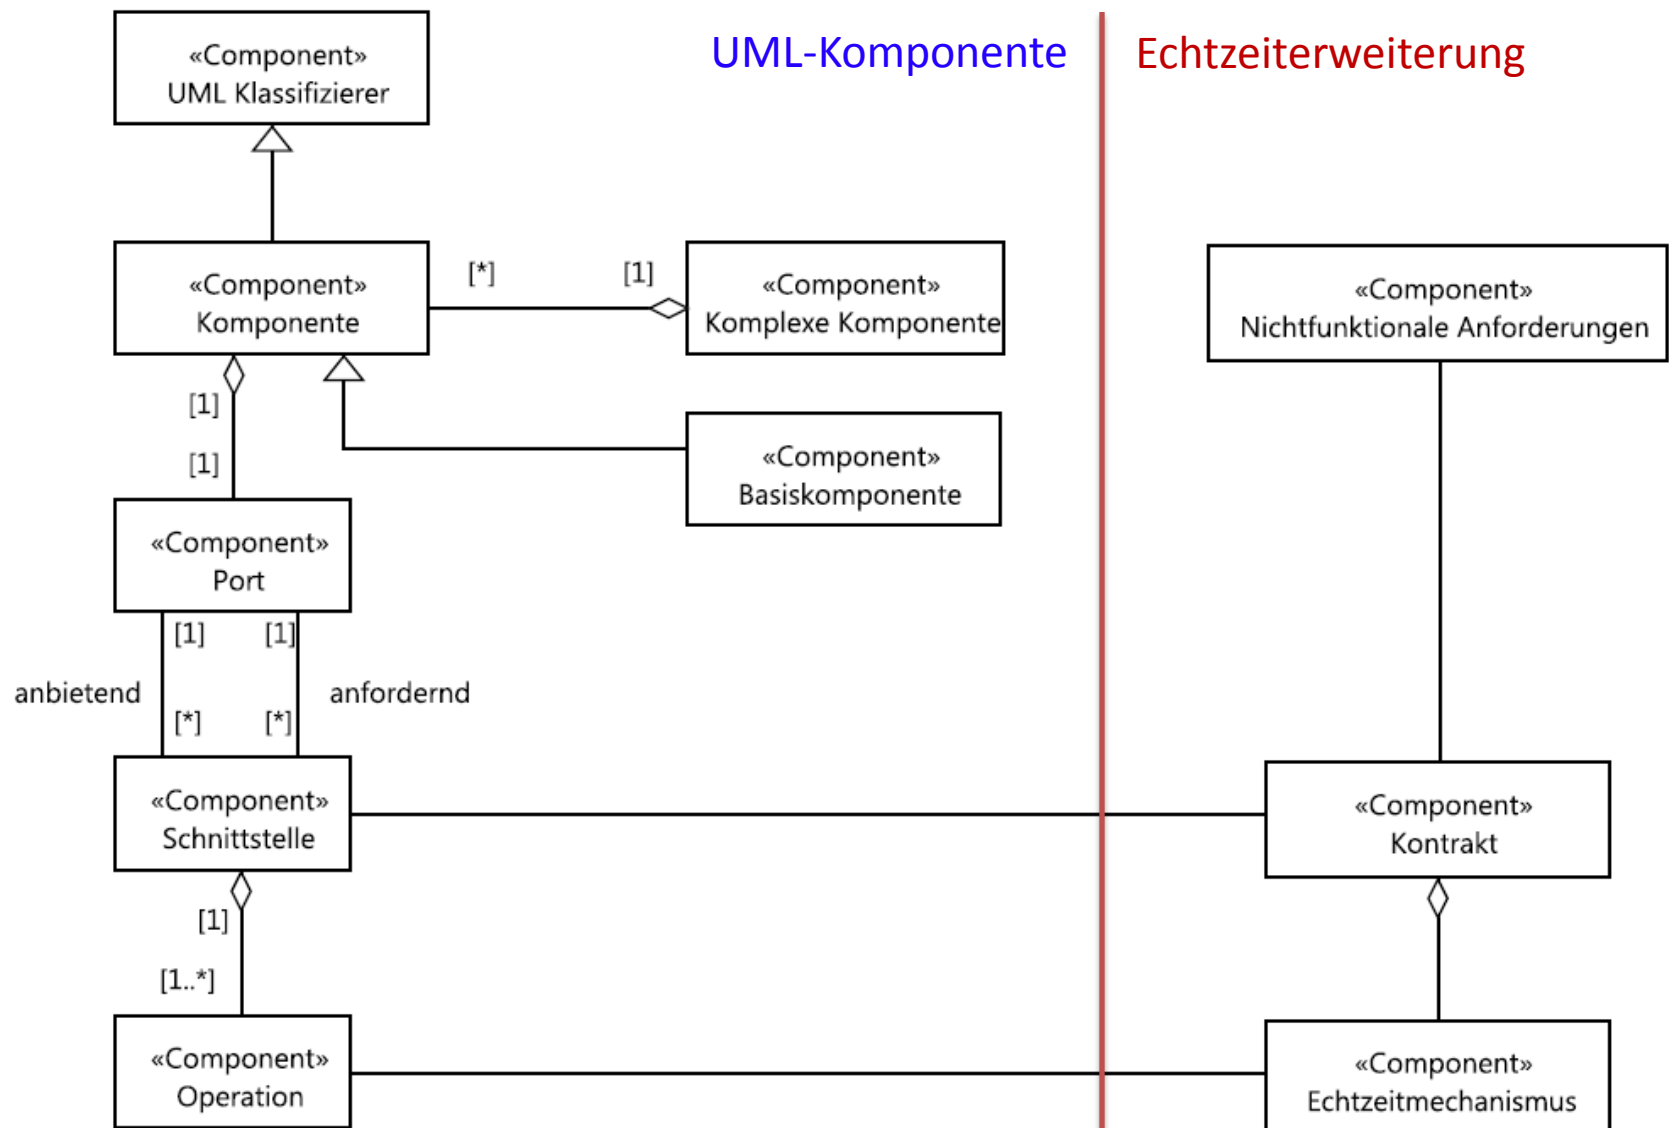 UML-Komponente
Echtzeiterweiterung
«Component»
UML Klassifizierer
«Component»
Komponente
[*]
[1]
«Component»
Komplexe Komponente
«Component»
Nichtfunktionale Anforderungen
[1]
[1]
«Component»
Basiskomponente
«Component»
Port
[1]
[1]
anbietend
anfordernd
[*]
[*]
«Component»
Schnittstelle
«Component»
Kontrakt
[1]
[1..*]
«Component»
Operation
«Component»
Echtzeitmechanismus